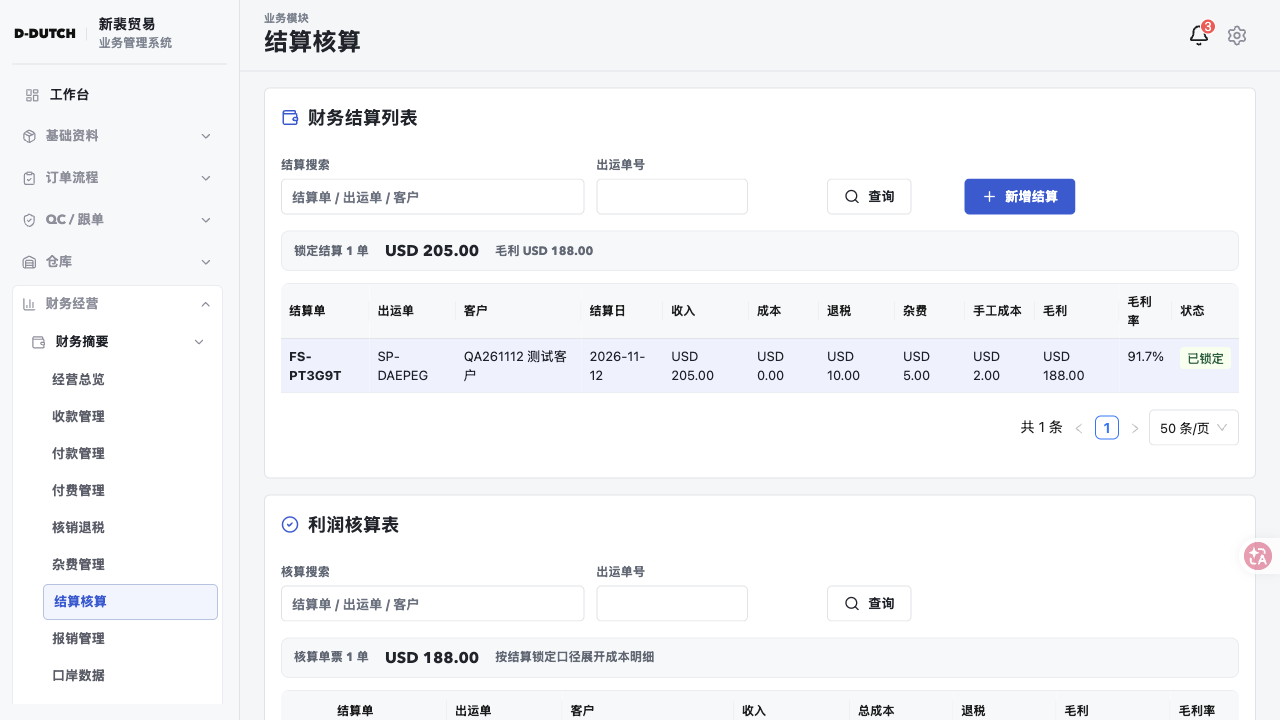 D-DUTCH
新裴贸易
业务管理系统
工作台
基础资料
订单流程
QC / 跟单
仓库
财务经营
财务摘要
经营总览
收款管理
付款管理
付费管理
核销退税
杂费管理
结算核算
报销管理
口岸数据
业务模块
结算核算
3
财务结算列表
结算搜索
出运单号
结算单 / 出运单 / 客户
查询
新增结算
锁定结算 1 单 USD 205.00 毛利 USD 188.00
结算单 出运单 客户 结算日 收入 成本 退税 杂费 手工成本 毛利 毛利率 状态
FS-PT3G9T SP-DAEPEG QA261112 测试客户 2026-11-12 USD 205.00 USD 0.00 USD 10.00 USD 5.00 USD 2.00 USD 188.00 91.7% 已锁定
共 1 条 < 1 > 50 条/页
利润核算表
核算搜索
出运单号
结算单 / 出运单 / 客户
查询
核算单票 1 单 USD 188.00 按结算锁定口径展开成本明细
结算单 出运单 客户 收入 总成本 退税 毛利 毛利率